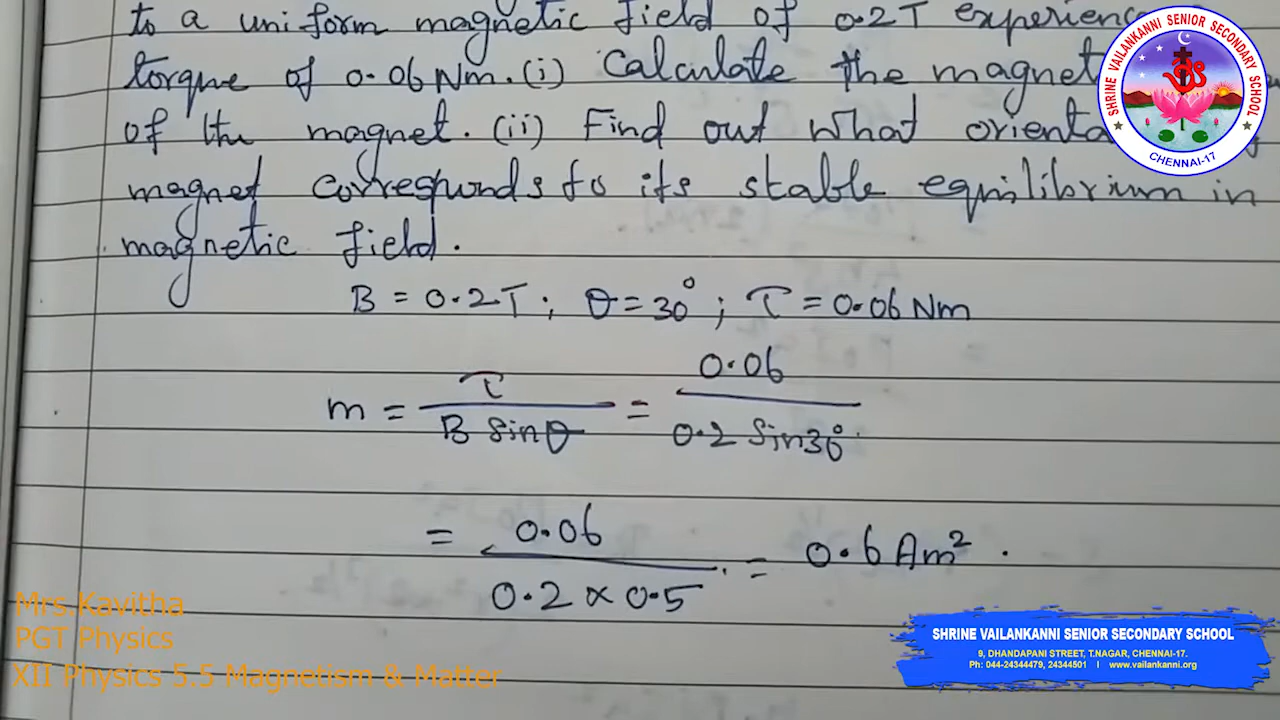 to a uniform magnetic field of 0.2T
torque of 0.06 Nm. (i) Calculate the
of the magnet. (ii) Find out what
magnet corresponds to its stable equilibrium in
magnetic field.
B = 0.2T ; θ = 30° ; τ = 0.06 Nm
m = τ / B sinθ = 0.06 / 0.2 sin30°
= 0.06 / 0.2 × 0.5 = 0.6 Am² .
SHRINE VAILANKANNI SENIOR SECONDARY SCHOOL
CHENNAI-17
Mrs.Kavitha
PGT Physics
XII Physics 5.5 Magnetism & Matter
SHRINE VAILANKANNI SENIOR SECONDARY SCHOOL
9, DHANDAPANI STREET, T.NAGAR, CHENNAI-17.
Ph: 044-24344479, 24344501 | www.vailankanni.org